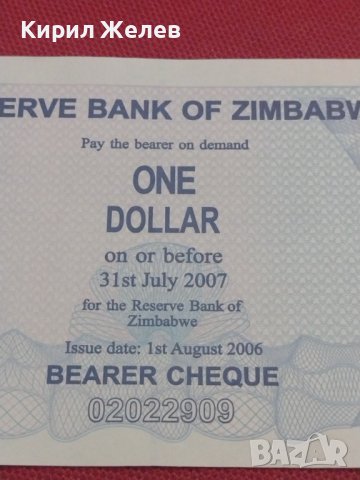 Кирил Желев
ERVE BANK OF ZIMBABW
Pay the bearer on demand
ONE
DOLLAR
on or before
31st July 2007
for the Reserve Bank of
Zimbabwe
Issue date: 1st August 2006
BEARER CHEQUE
02022909
BAZAR